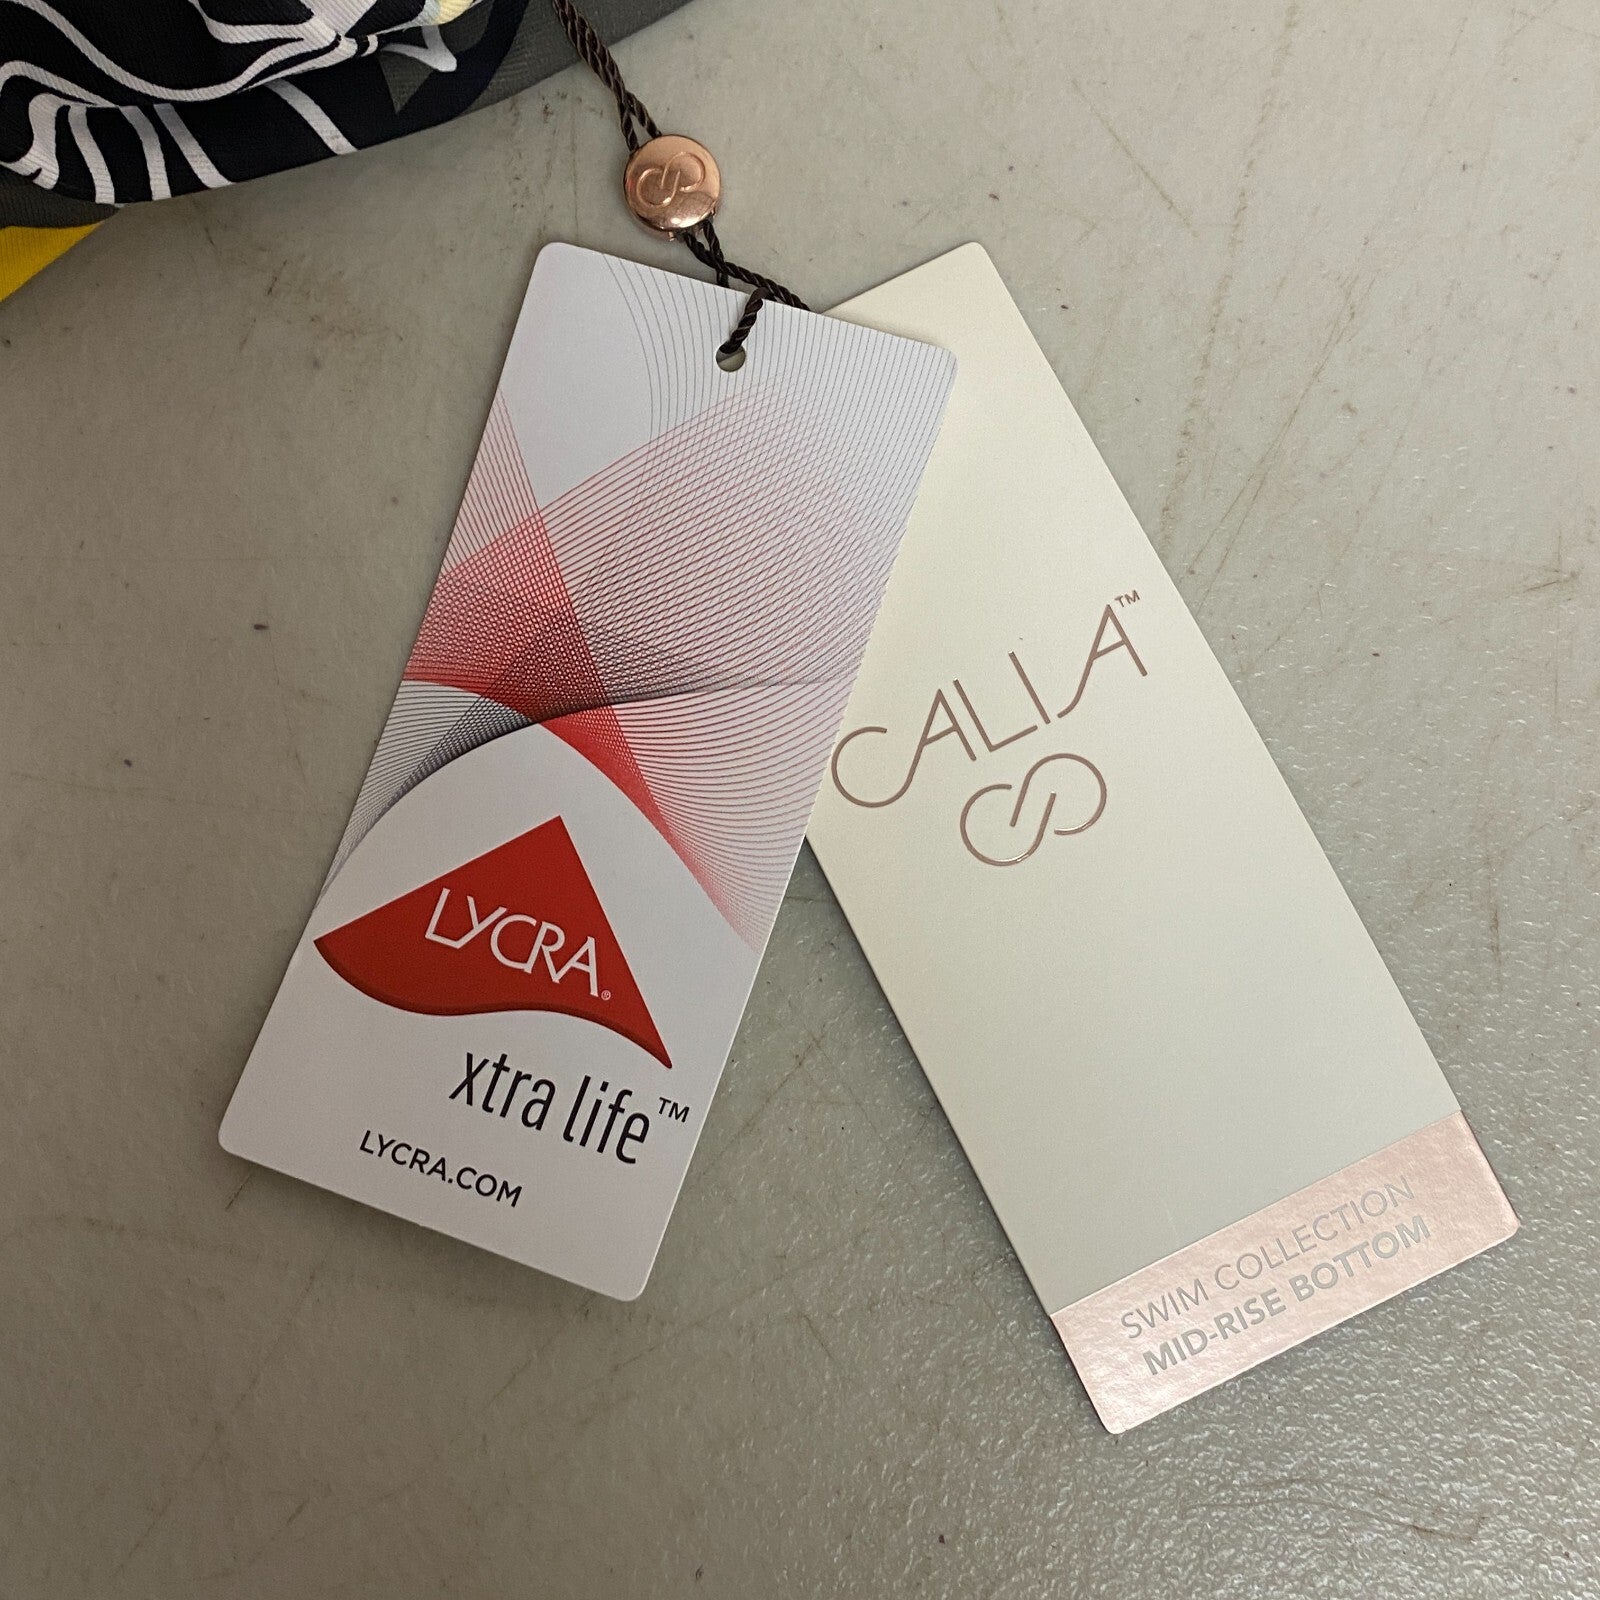 LYCRA®
xtra life™
LYCRA.COM
CALIA™
SWIM COLLECTION
MID-RISE BOTTOM